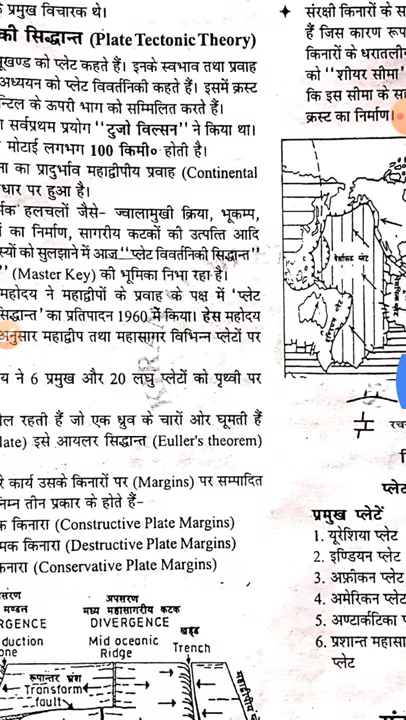 प्रमुख विचारक थे।
की सिद्धान्त (Plate Tectonic Theory)
भूखण्ड को प्लेट कहते हैं। इनके स्वभाव तथा प्रवाह
अध्ययन को प्लेट विवर्तनिकी कहते हैं। इसमें क्रस्ट
न्टिल के ऊपरी भाग को सम्मिलित करते हैं।
सर्वप्रथम प्रयोग "टुजो विल्सन" ने किया था।
मोटाई लगभग 100 किमी० होती है।
का प्रादुर्भाव महाद्वीपीय प्रवाह (Continental
धार पर हुआ है।
हलचलों जैसे- ज्वालामुखी क्रिया, भूकम्प,
का निर्माण, सागरीय कटकों की उत्पत्ति आदि
को सुलझाने में आज "प्लेट विवर्तनिकी सिद्धान्त"
" (Master Key) की भूमिका निभा रहा है।
महोदय ने महाद्वीपों के प्रवाह के पक्ष में 'प्लेट
सिद्धान्त' का प्रतिपादन 1960 में किया। हेस महोदय
अनुसार महाद्वीप तथा महासागर विभिन्न प्लेटों पर
ने 6 प्रमुख और 20 लघु प्लेटों को पृथ्वी पर
रहती हैं जो एक ध्रुव के चारों ओर घूमती हैं
late) इसे आयलर सिद्धान्त (Euller's theorem)
कार्य उसके किनारों पर (Margins) पर सम्पादित
निम्न तीन प्रकार के होते हैं-
किनारा (Constructive Plate Margins)
मक किनारा (Destructive Plate Margins)
किनारा (Conservative Plate Margins)
मण्डल
RGENCE
duction
one
अपसरण
मध्य महासागरीय कटक
DIVERGENCE
Mid oceanic
Ridge
खड्ड
Trench
रूपान्तर भ्रंश
Transform
fault
महाद्वीपीय
✦ संरक्षी किनारों के स
हैं जिस कारण रूप
किनारों के धरातलीय
को "शीयर सीमा"
कि इस सीमा के स
क्रस्ट का निर्माण
प्लेट
प्रमुख प्लेटें
1. यूरेशिया प्लेट
2. इण्डियन प्लेट
3. अफ्रीकन प्लेट
4. अमेरिकन प्लेट
5. अण्टार्कटिका
6. प्रशान्त महासा
प्लेट